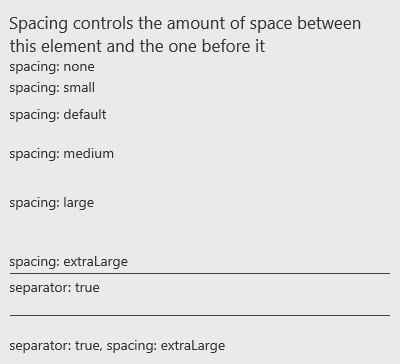 Spacing controls the amount of space between
this element and the one before it
spacing: none
spacing: small
spacing: default
spacing: medium
spacing: large
spacing: extraLarge
separator: true
separator: true, spacing: extraLarge